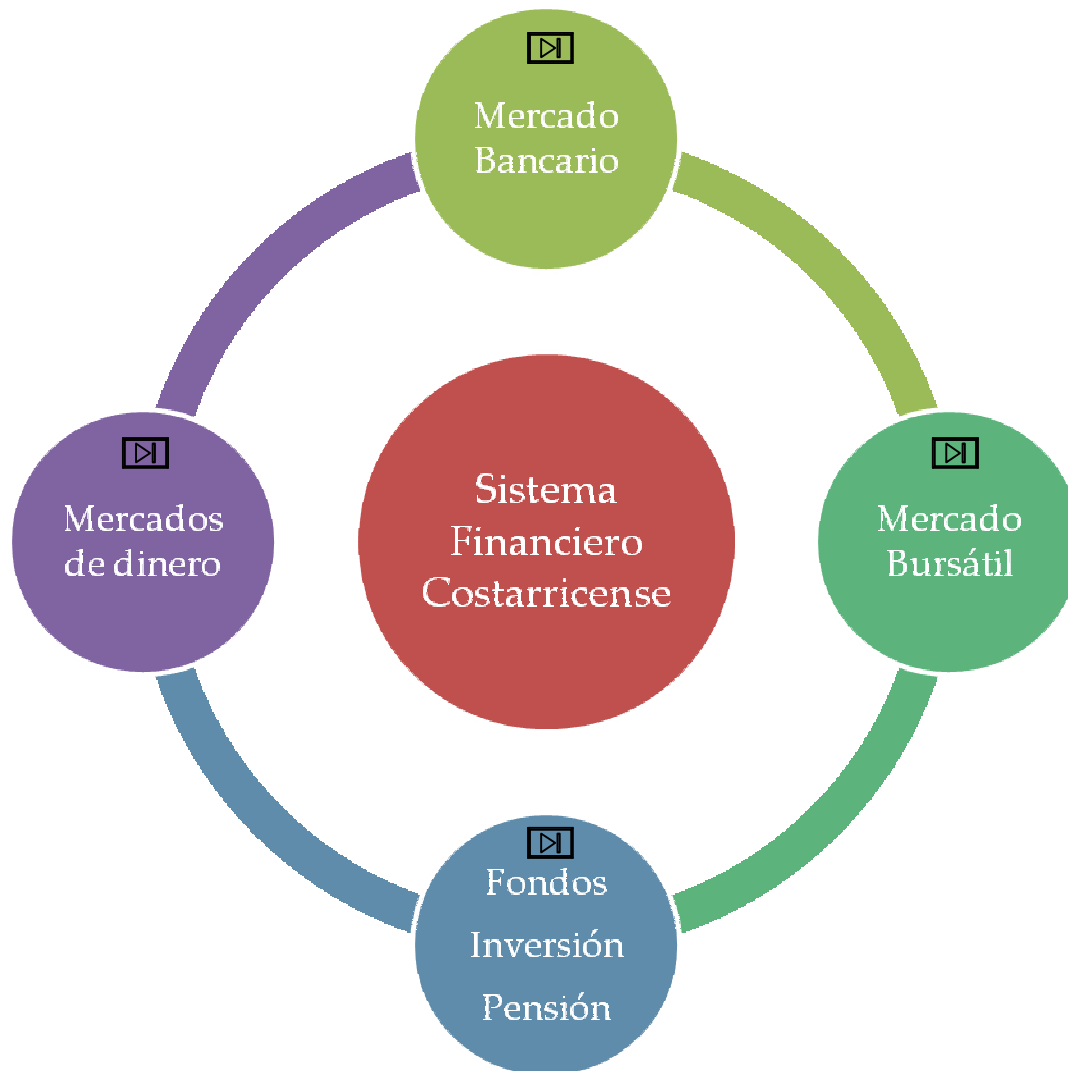 Mercado
Bancario
Mercados
de dinero
Sistema
Financiero
Costarricense
Mercado
Bursátil
Fondos
Inversión
Pensión